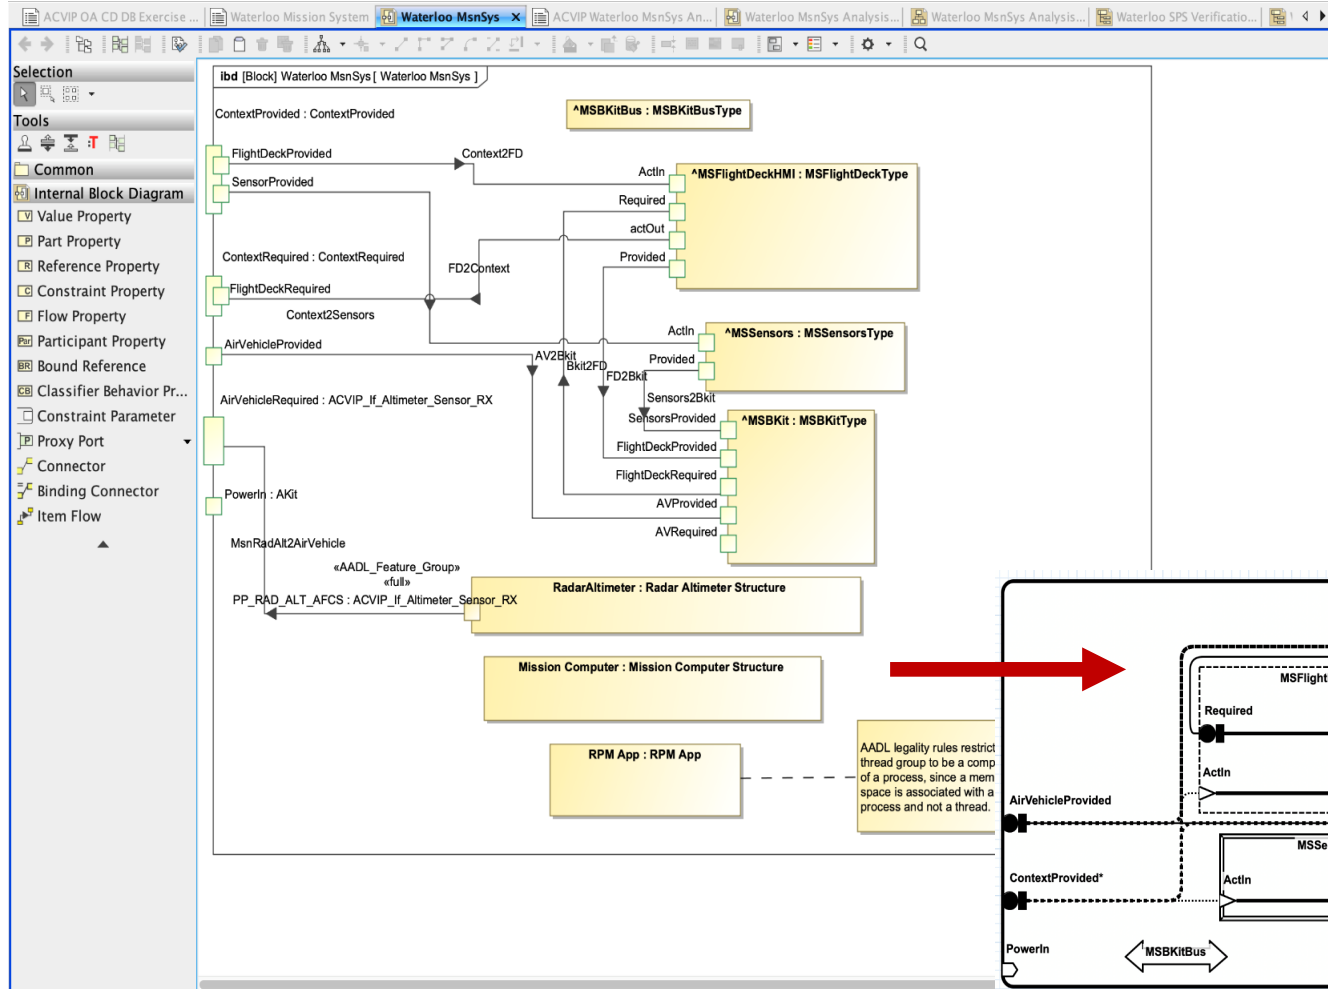 ACVIP OA CD DB Exercise ...
Waterloo Mission System
Waterloo MsnSys
ACVIP Waterloo MsnSys An...
Waterloo MsnSys Analysis...
Waterloo MsnSys Analysis...
Waterloo SPS Verificatio...
Selection
Tools
Common
Internal Block Diagram
Value Property
Part Property
Reference Property
Constraint Property
Flow Property
Participant Property
Bound Reference
Classifier Behavior Pr...
Constraint Parameter
Proxy Port
Connector
Binding Connector
Item Flow
ibd [Block] Waterloo MsnSys [ Waterloo MsnSys ]
ContextProvided : ContextProvided
^MSBKitBus : MSBKitBusType
FlightDeckProvided
Context2FD
SensorProvided
ActIn
^MSFlightDeckHMI : MSFlightDeckType
Required
actOut
Provided
ContextRequired : ContextRequired
FD2Context
FlightDeckRequired
Context2Sensors
AirVehicleProvided
ActIn
^MSSensors : MSSensorsType
AV2Bkit
Bkit2FD
FD2Bkit
Provided
Sensors2Bkit
AirVehicleRequired : ACVIP_If_Altimeter_Sensor_RX
SensorsProvided
^MSBKit : MSBKitType
FlightDeckProvided
FlightDeckRequired
AVProvided
AVRequired
PowerIn : AKit
MsnRadAlt2AirVehicle
«AADL_Feature_Group»
«full»
PP_RAD_ALT_AFCS : ACVIP_If_Altimeter_Sensor_RX
RadarAltimeter : Radar Altimeter Structure
Mission Computer : Mission Computer Structure
RPM App : RPM App
AADL legality rules restrict
thread group to be a comp
of a process, since a mem
space is associated with a
process and not a thread.
MSFlight
Required
ActIn
AirVehicleProvided
MSSe
ContextProvided*
ActIn
PowerIn
MSBKitBus